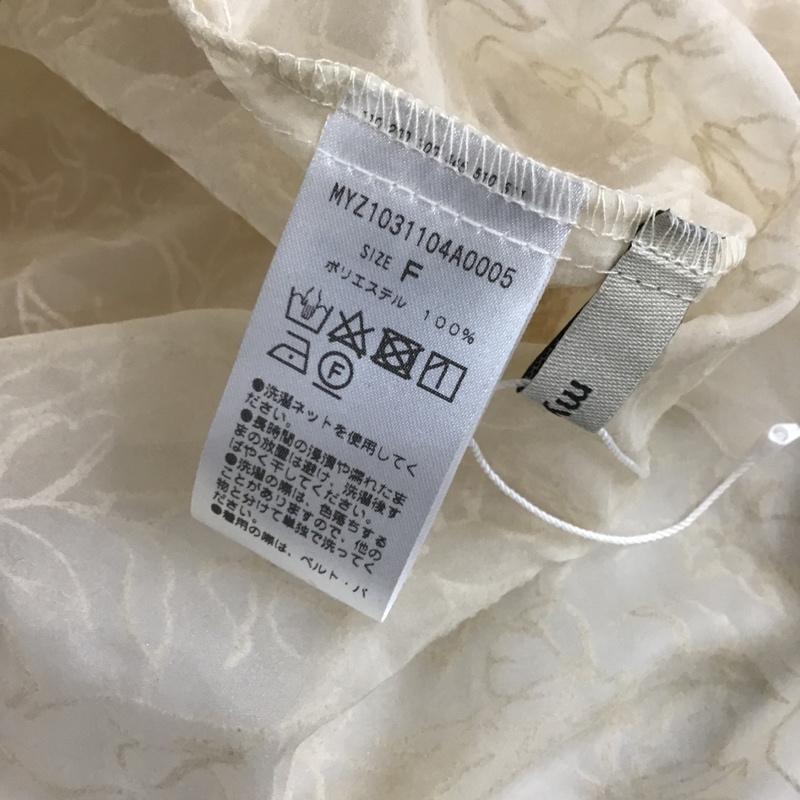 MYZ1031104A0005
SIZE F
ポリエステル 100%
F
●洗濯ネットを使用してく
ださい。
●長時間の浸漬や濡れたま
まの放置は避け、洗濯後す
ばやく干してください。
●洗濯の際は、色落ちする
ことがありますので、他の
物と分けて単独で洗ってく
ださい。
●着用の際は、ベルト・バ
my